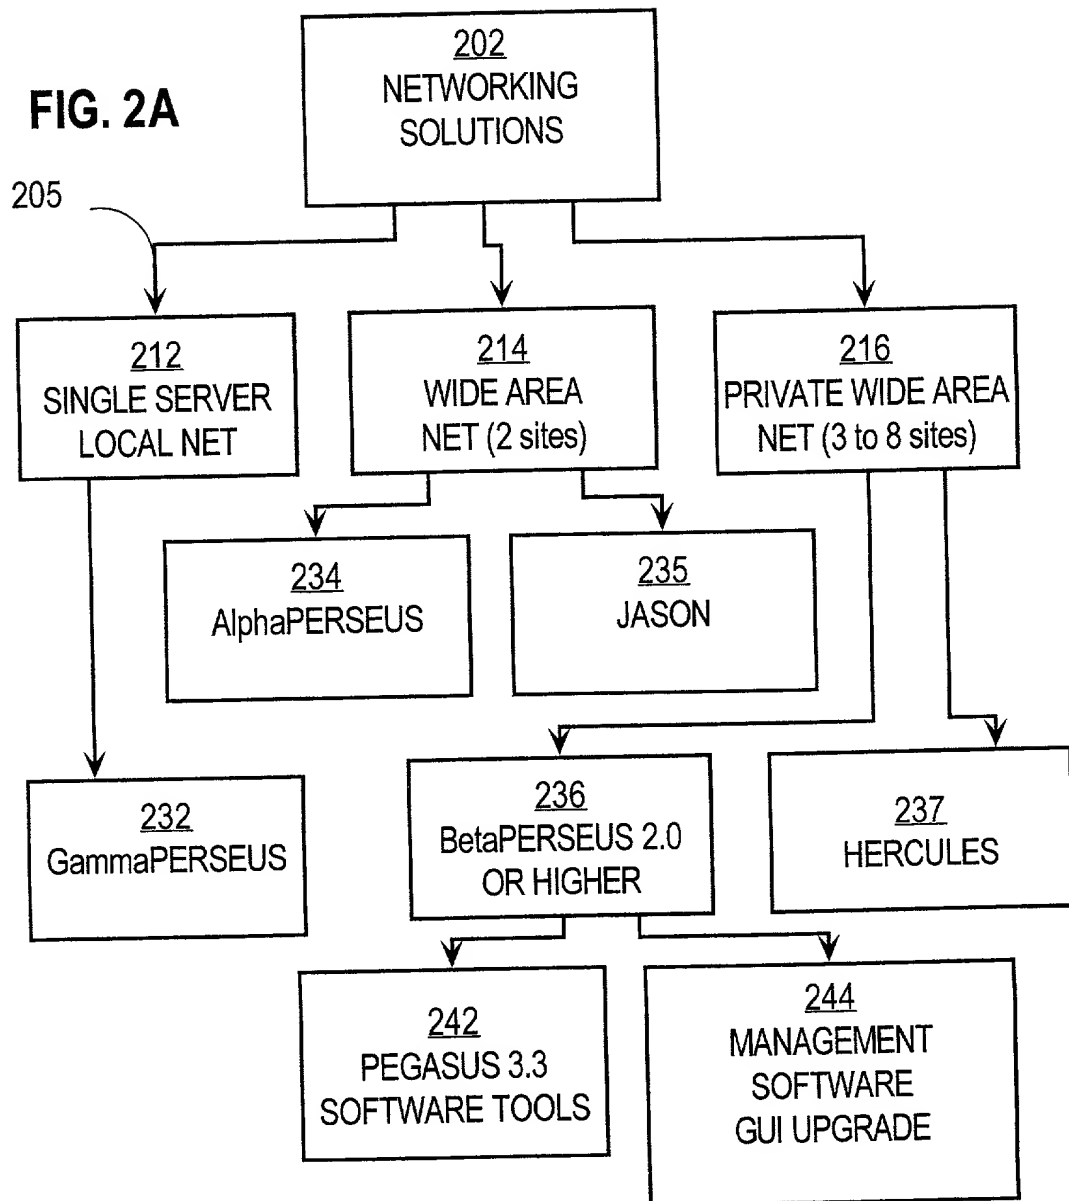 FIG. 2A
202
NETWORKING
SOLUTIONS
205
212
SINGLE SERVER
LOCAL NET
214
WIDE AREA
NET (2 sites)
216
PRIVATE WIDE AREA
NET (3 to 8 sites)
234
AlphaPERSEUS
235
JASON
232
GammaPERSEUS
236
BetaPERSEUS 2.0
OR HIGHER
237
HERCULES
242
PEGASUS 3.3
SOFTWARE TOOLS
244
MANAGEMENT
SOFTWARE
GUI UPGRADE